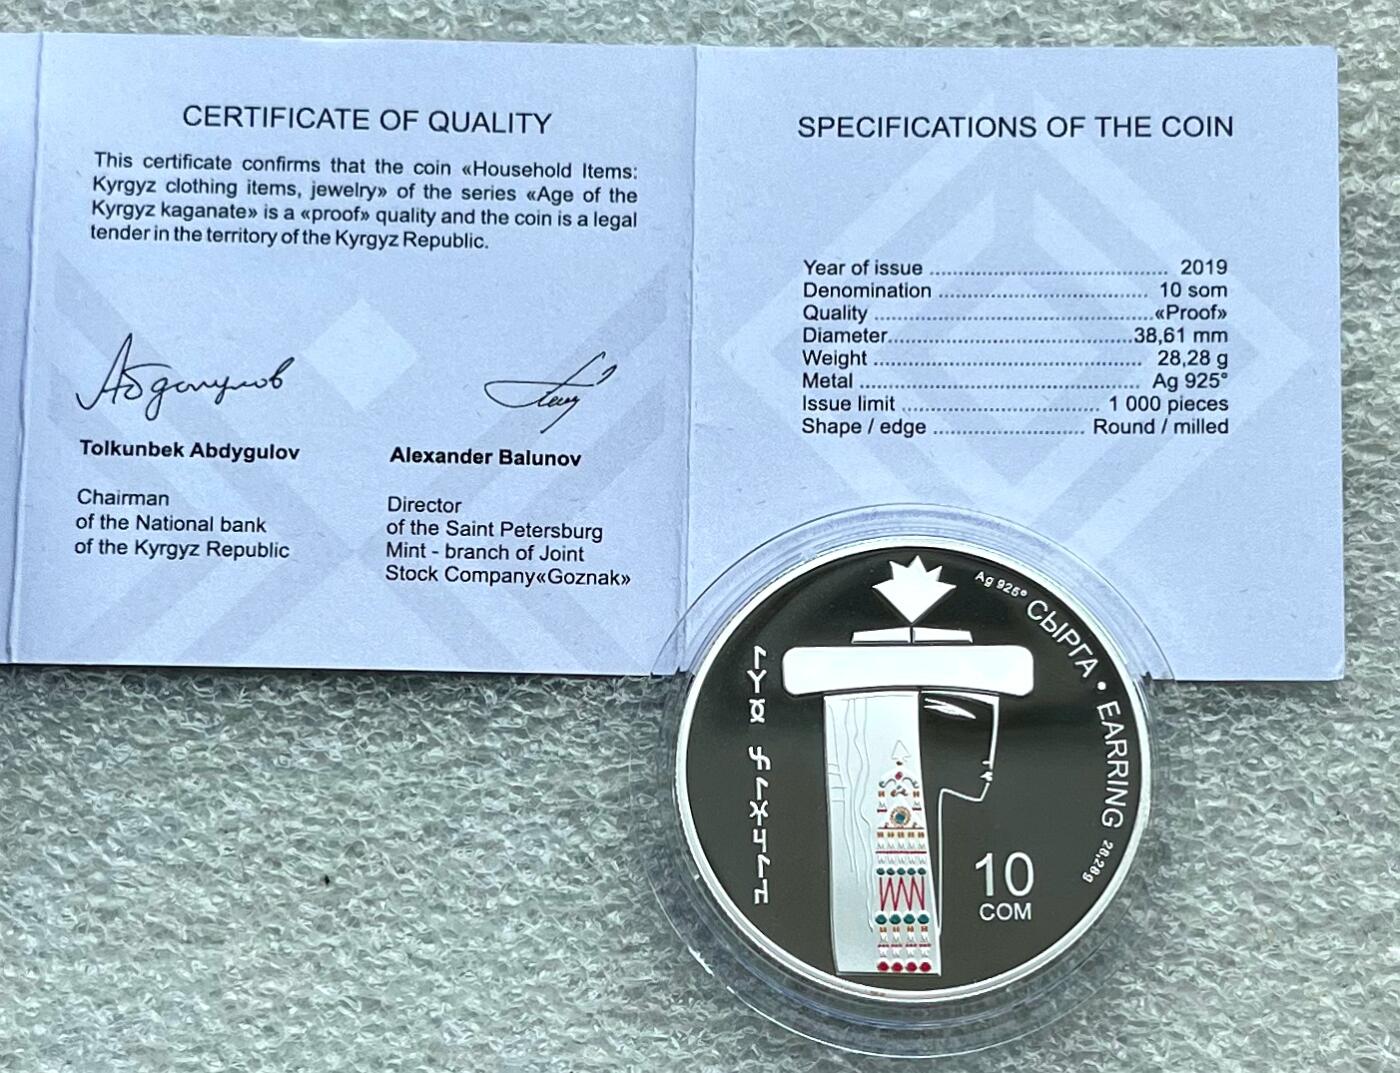 CERTIFICATE OF QUALITY
This certificate confirms that the coin «Household Items:
Kyrgyz clothing items, jewelry» of the series «Age of the
Kyrgyz kaganate» is a «proof» quality and the coin is a legal
tender in the territory of the Kyrgyz Republic.
Tolkunbek Abdygulov
Chairman
of the National bank
of the Kyrgyz Republic
Alexander Balunov
Director
of the Saint Petersburg
Mint - branch of Joint
Stock Company«Goznak»
SPECIFICATIONS OF THE COIN
Year of issue ........................................ 2019
Denomination .................................... 10 som
Quality ................................................«Proof»
Diameter..........................................38,61 mm
Weight ............................................. 28,28 g
Metal ................................................ Ag 925°
Issue limit .................................. 1 000 pieces
Shape / edge .......................... Round / milled
Ag 925° СЫРГА • EARRING 28,28g
10
СОМ